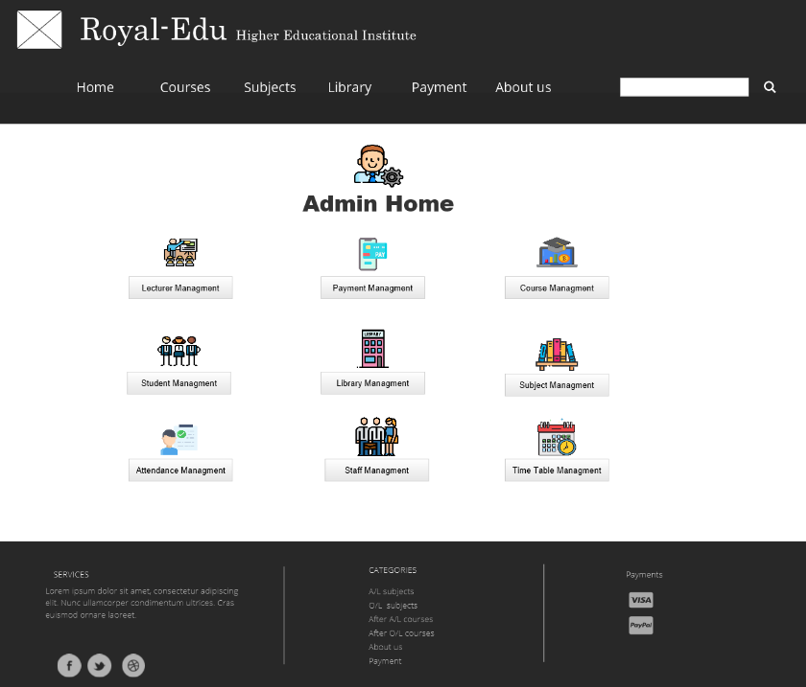 Royal-Edu Higher Educational Institute
Home Courses Subjects Library Payment About us
Admin Home
PAY
Lecturer Managment Payment Managment Course Managment
LIBRARY
Student Managment Library Managment Subject Managment
Attendance Managment Staff Managment Time Table Managment
SERVICES
Lorem ipsum dolor sit amet, consectetur adipiscing
elit. Nunc ullamcorper condimentum ultrices. Cras
euismod ornare laoreet.
CATEGORIES
A/L subjects
O/L subjects
After A/L courses
After O/L courses
About us
Payment
Payments
VISA
PayPal